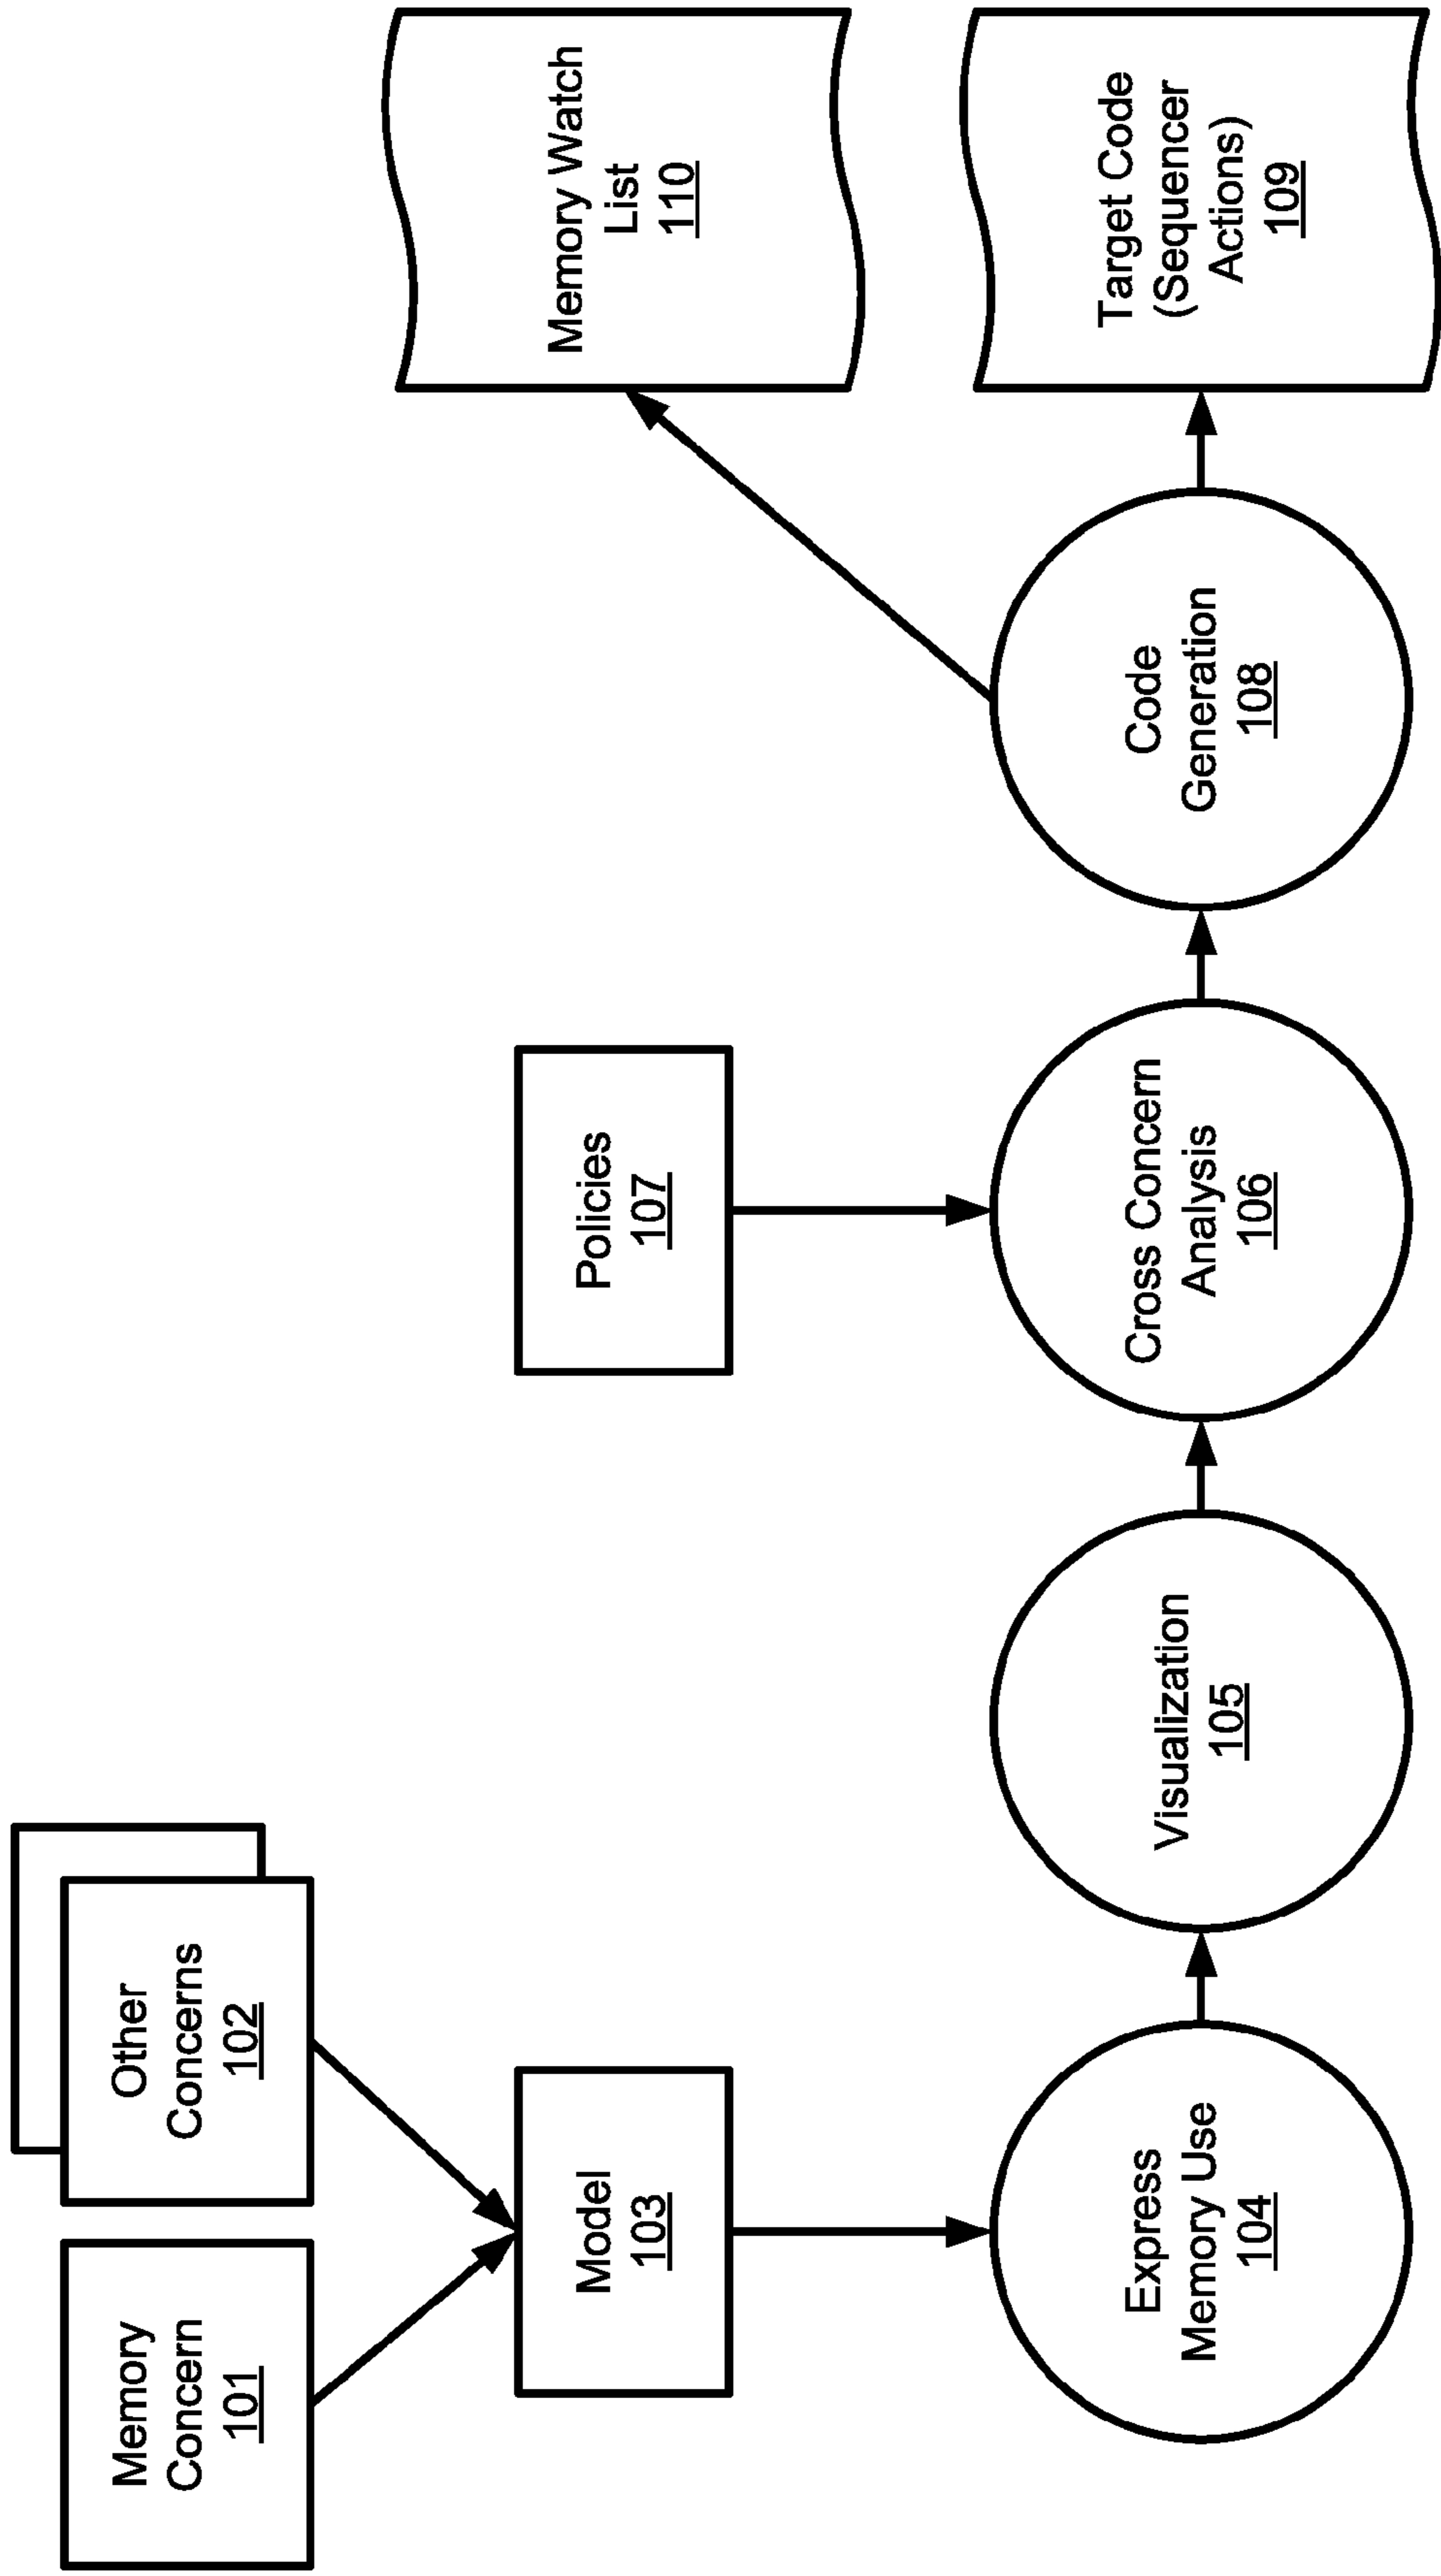 Memory
Concern
101
Other
Concerns
102
Model
103
Policies
107
Memory Watch
List
110
Express
Memory Use
104
Visualization
105
Cross Concern
Analysis
106
Code
Generation
108
Target Code
(Sequencer
Actions)
109